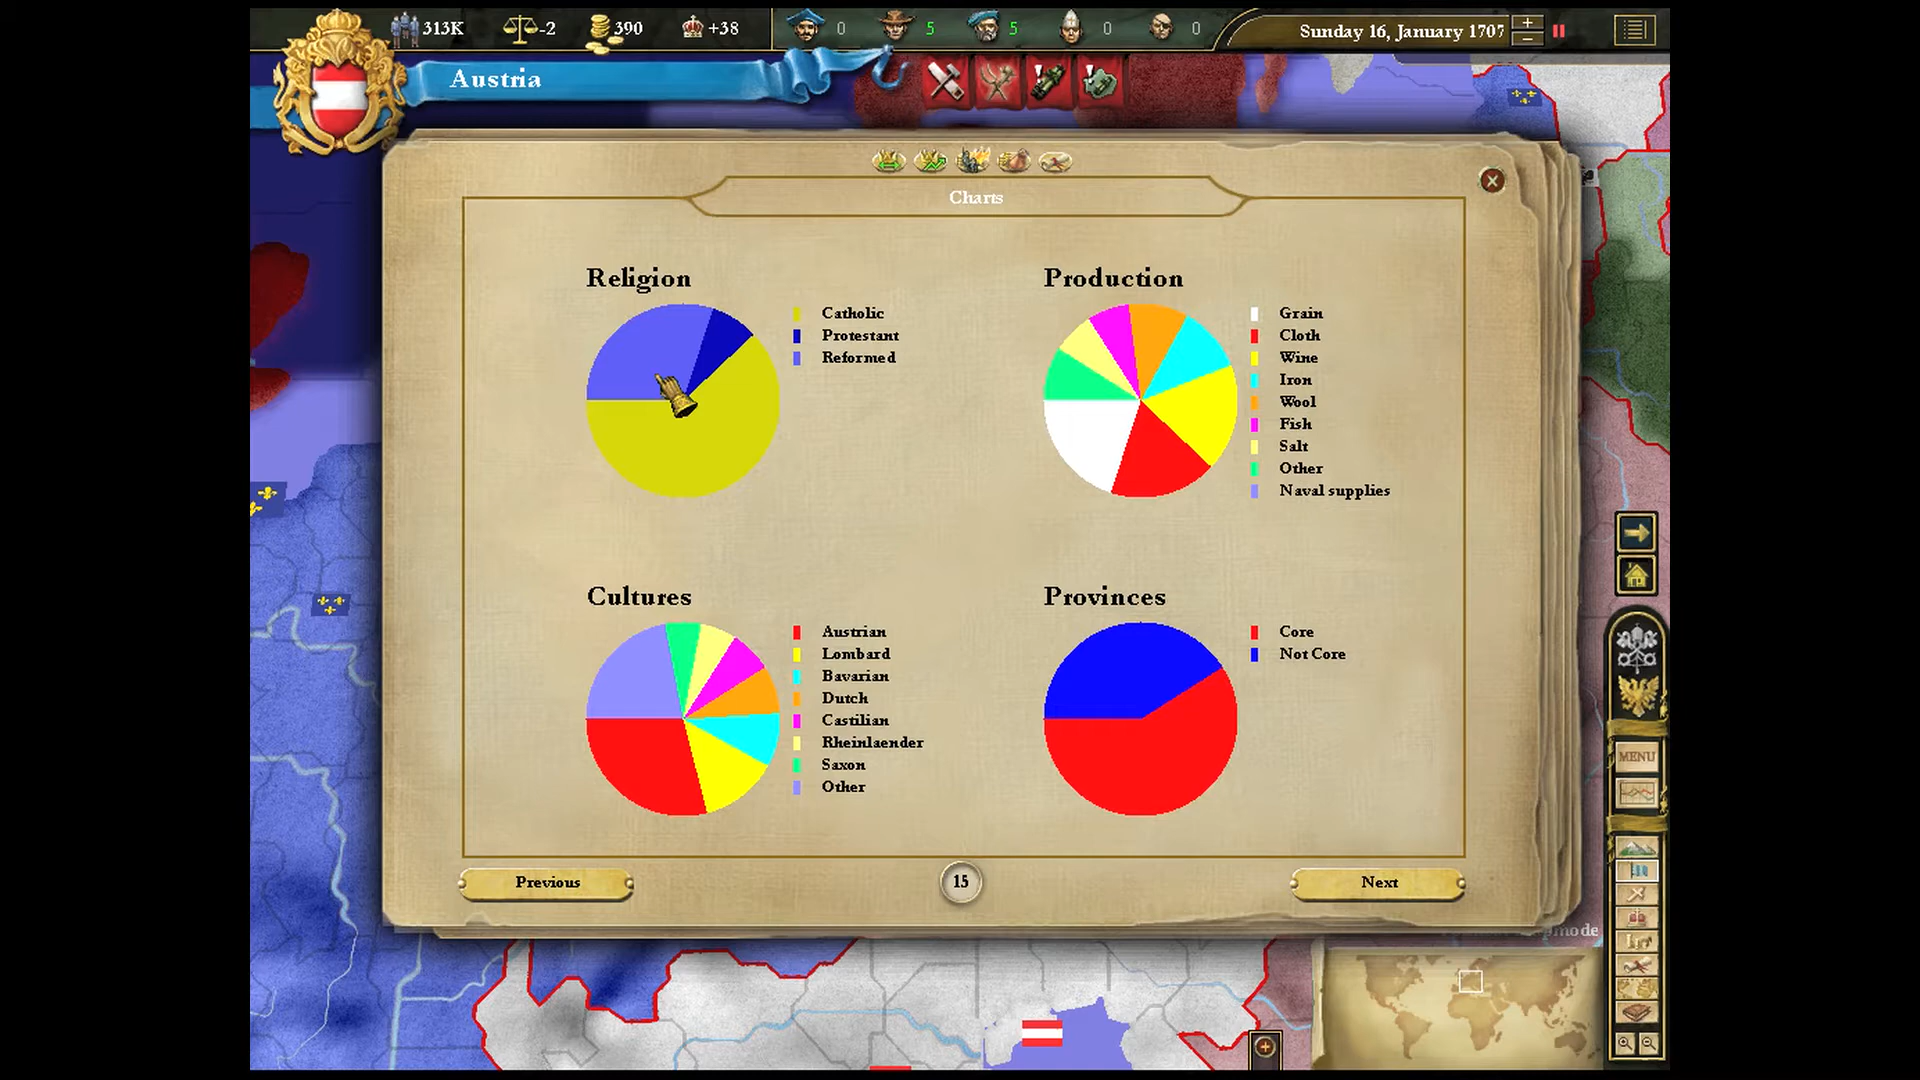 313K
-2
390
+38
0
5
5
0
0
Sunday 16, January 1707
Austria
Charts
Religion
Catholic
Protestant
Reformed
Production
Grain
Cloth
Wine
Iron
Wool
Fish
Salt
Other
Naval supplies
Cultures
Austrian
Lombard
Bavarian
Dutch
Castilian
Rheinlaender
Saxon
Other
Provinces
Core
Not Core
Previous
15
Next
MENU